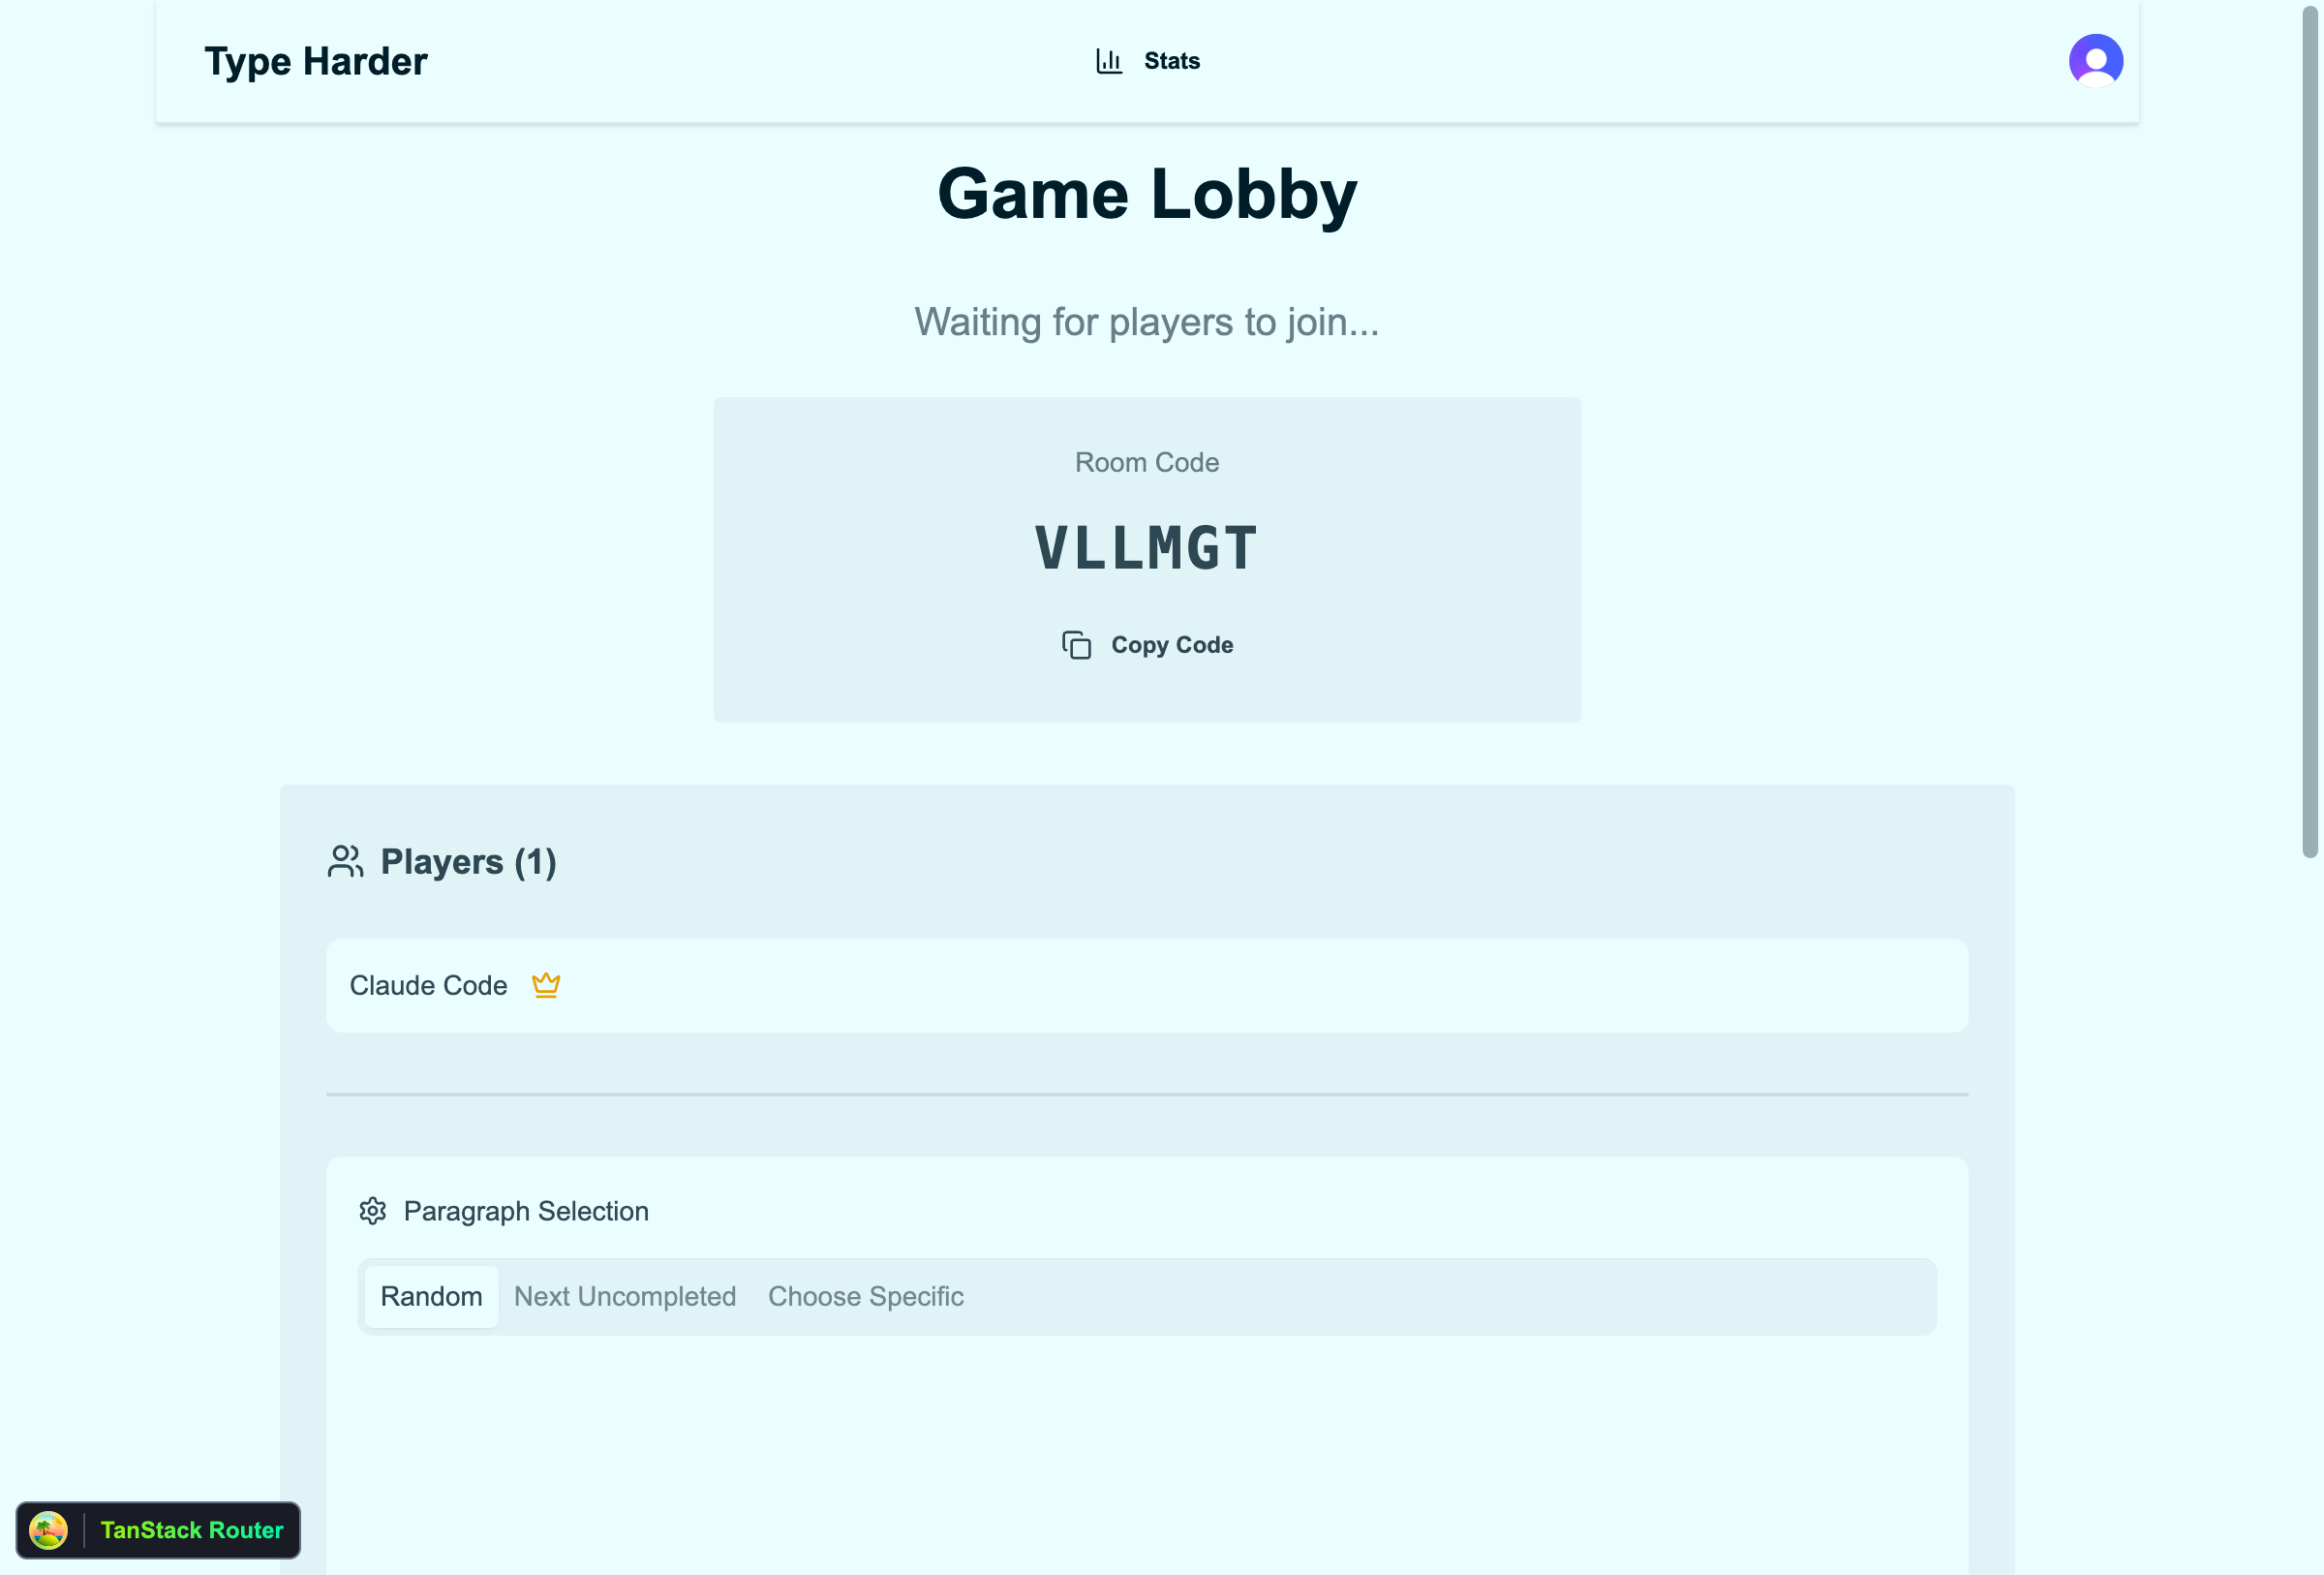 Type Harder
Stats
Game Lobby
Waiting for players to join...
Room Code
VLLMGT
Copy Code
Players (1)
Claude Code
Paragraph Selection
Random Next Uncompleted Choose Specific
TanStack Router